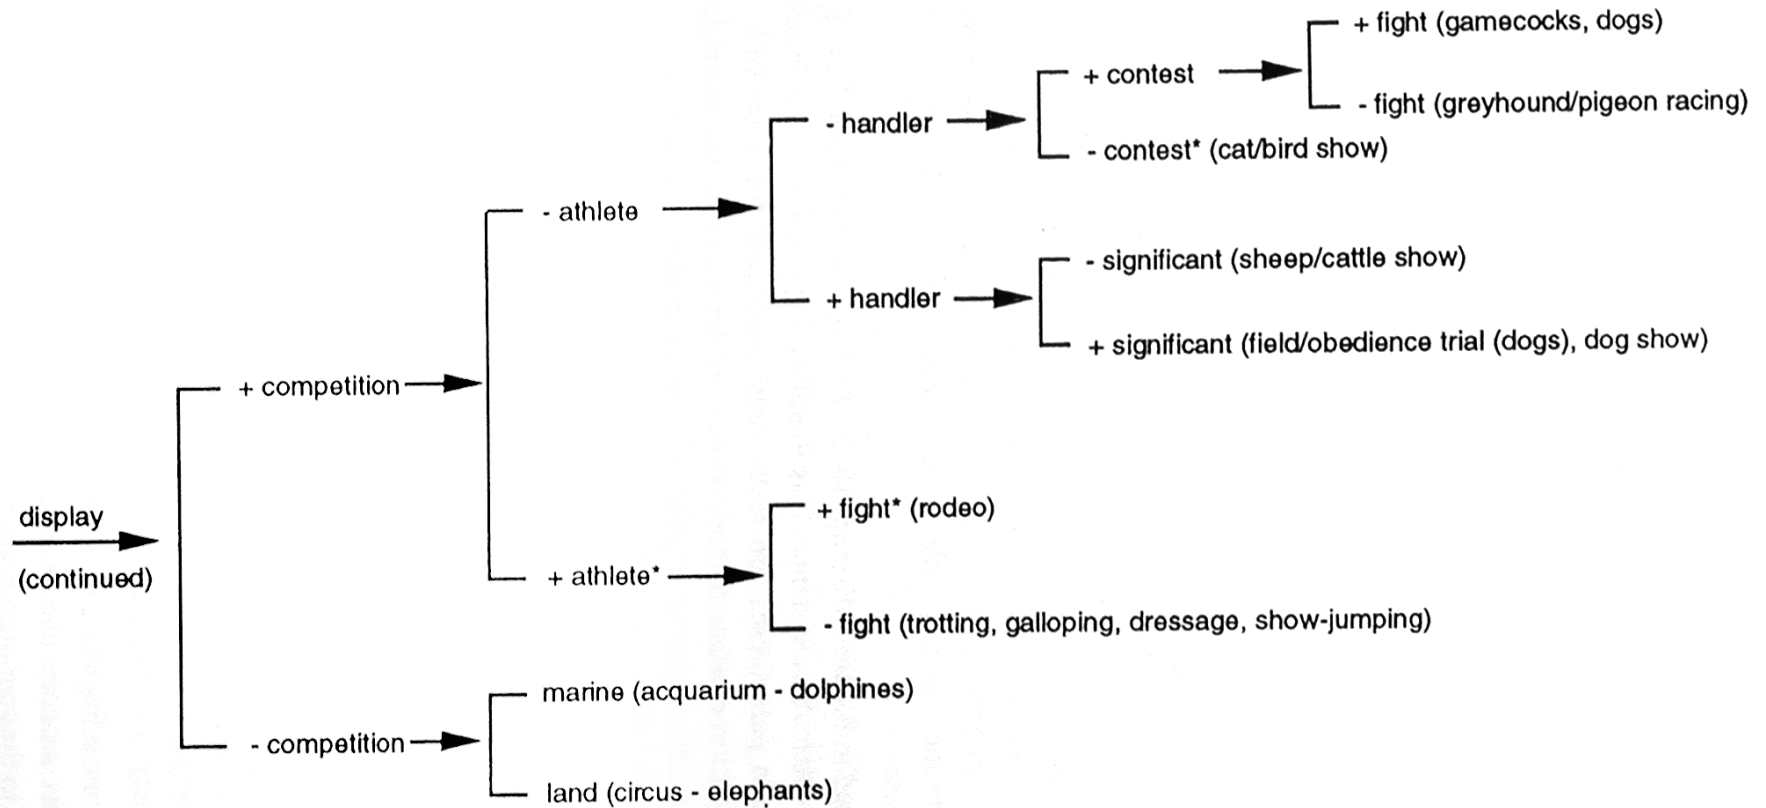 + fight (gamecocks, dogs)
+ contest
- fight (greyhound/pigeon racing)
- handler
- contest* (cat/bird show)
- athlete
- significant (sheep/cattle show)
+ handler
+ significant (field/obedience trial (dogs), dog show)
+ competition
display
(continued)
+ fight* (rodeo)
+ athlete*
- fight (trotting, galloping, dressage, show-jumping)
marine (acquarium - dolphines)
- competition
land (circus - elephants)